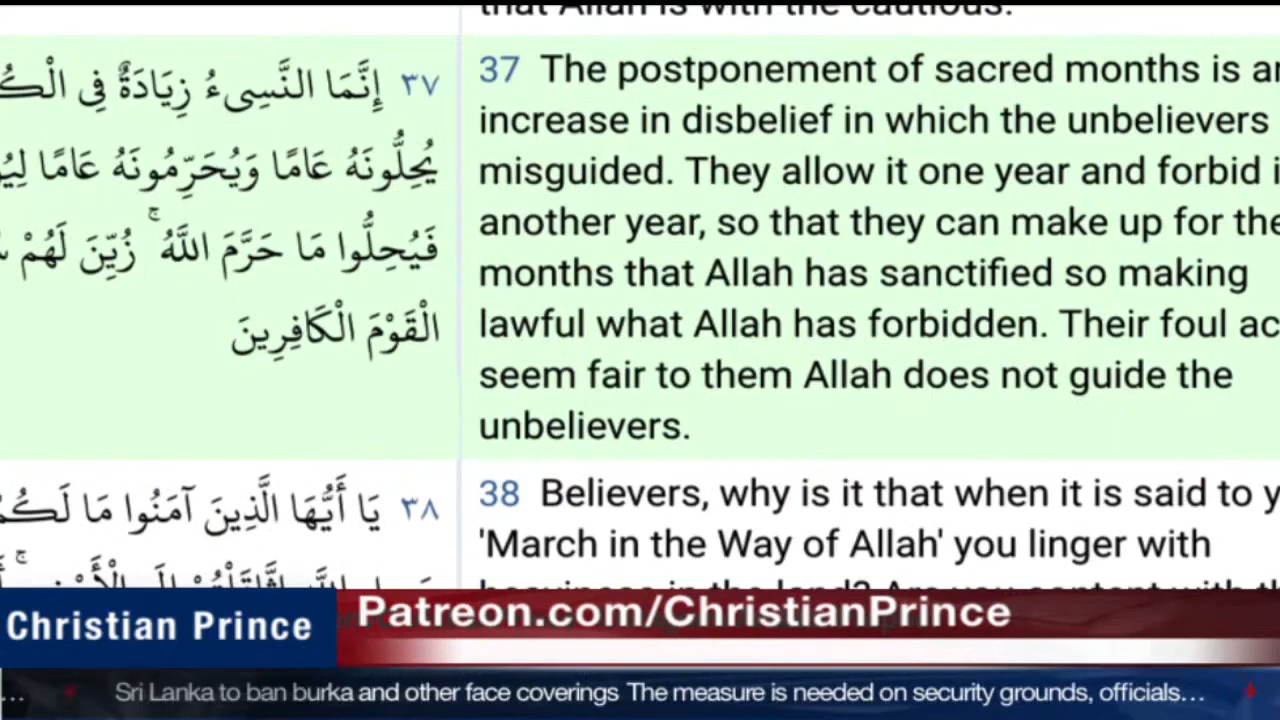 that Allah is with the cautious.
٣٧ إِنَّمَا النَّسِيءُ زِيَادَةٌ فِي
يُحِلُّونَهُ عَامًا وَيُحَرِّمُونَهُ عَامًا
فَيُحِلُّوا مَا حَرَّمَ اللَّهُ ۚ زُيِّنَ لَهُمْ
الْقَوْمَ الْكَافِرِينَ
37 The postponement of sacred months is an
increase in disbelief in which the unbelievers
misguided. They allow it one year and forbid i
another year, so that they can make up for the
months that Allah has sanctified so making
lawful what Allah has forbidden. Their foul ac
seem fair to them Allah does not guide the
unbelievers.
٣٨ يَا أَيُّهَا الَّذِينَ آمَنُوا مَا لَكُمْ
38 Believers, why is it that when it is said to y
'March in the Way of Allah' you linger with
Christian Prince
Patreon.com/ChristianPrince
... Sri Lanka to ban burka and other face coverings The measure is needed on security grounds, officials...